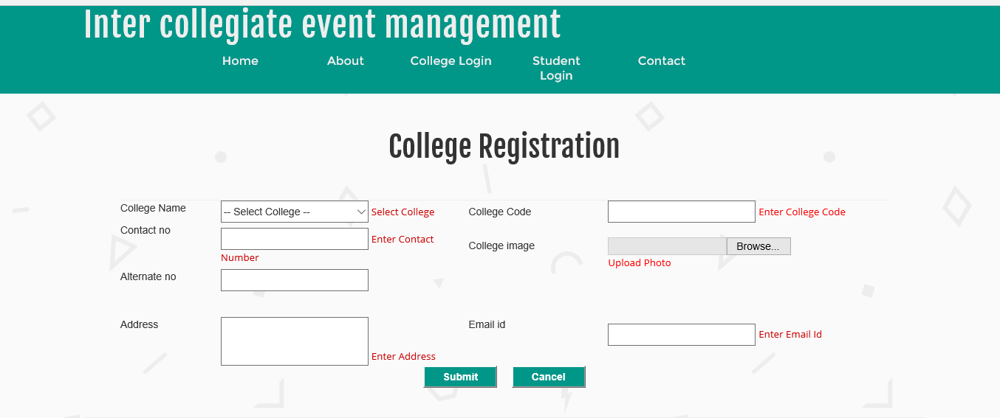 Inter collegiate event management
Home About College Login Student Contact
Login
College Registration
College Name -- Select College -- Select College College Code Enter College Code
Contact no Enter Contact
Number
College image Browse...
Upload Photo
Alternate no
Address Enter Address
Email id Enter Email Id
Submit Cancel